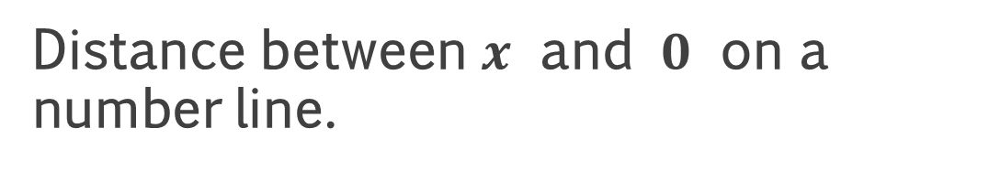 Distance between x and 0 on a
number line.